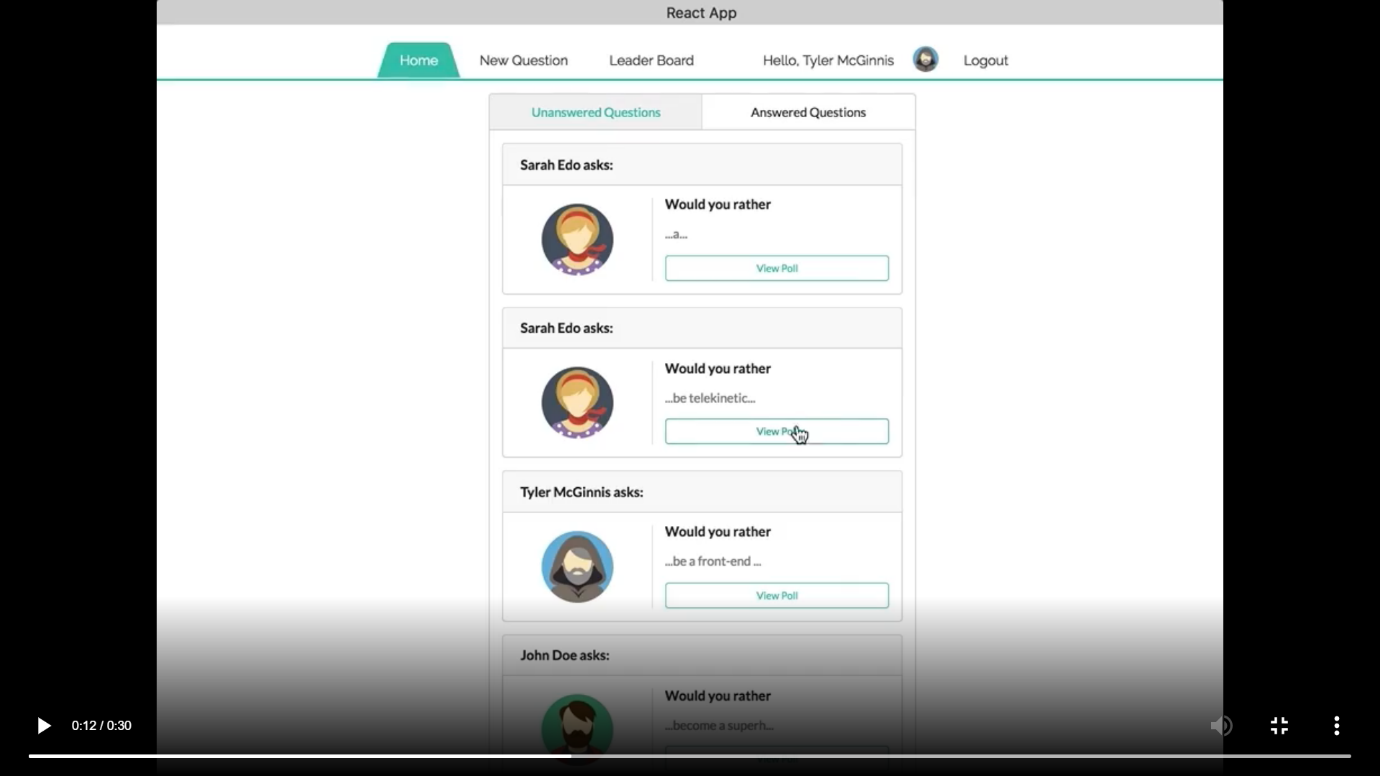 React App
Home New Question Leader Board Hello, Tyler McGinnis Logout
Unanswered Questions Answered Questions
Sarah Edo asks:
Would you rather
...a...
View Poll
Sarah Edo asks:
Would you rather
...be telekinetic...
View Poll
Tyler McGinnis asks:
Would you rather
...be a front-end ...
View Poll
John Doe asks:
Would you rather
...become a superh...
0:12 / 0:30